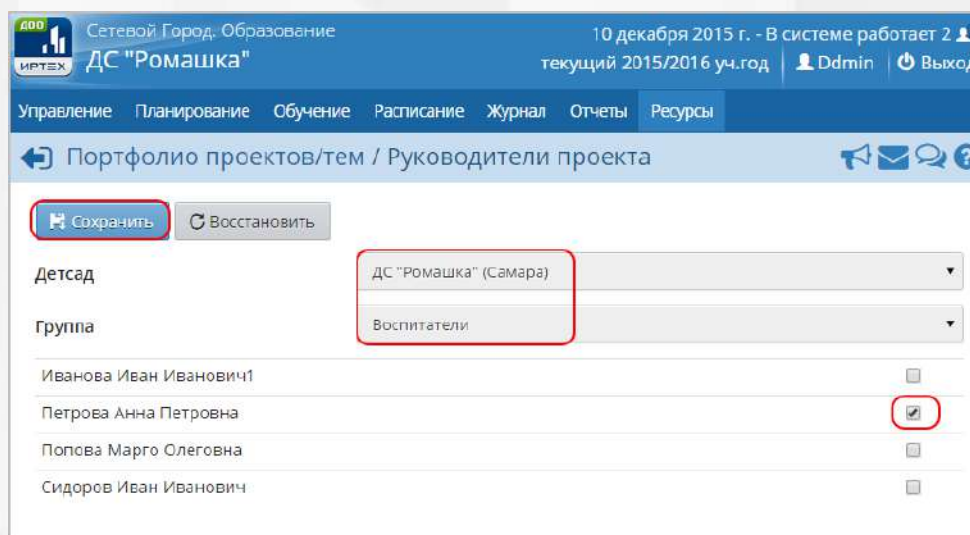 ДОО
ИРТЕХ
Сетевой Город. Образование
ДС "Ромашка"
10 декабря 2015 г. - В системе работает 2
текущий 2015/2016 уч.год
Ddmin
Выход
Управление Планирование Обучение Расписание Журнал Отчеты Ресурсы
Портфолио проектов/тем / Руководители проекта
Сохранить
Восстановить
Детсад
ДС "Ромашка" (Самара)
Группа
Воспитатели
Иванова Иван Иванович1
Петрова Анна Петровна
Попова Марго Олеговна
Сидоров Иван Иванович